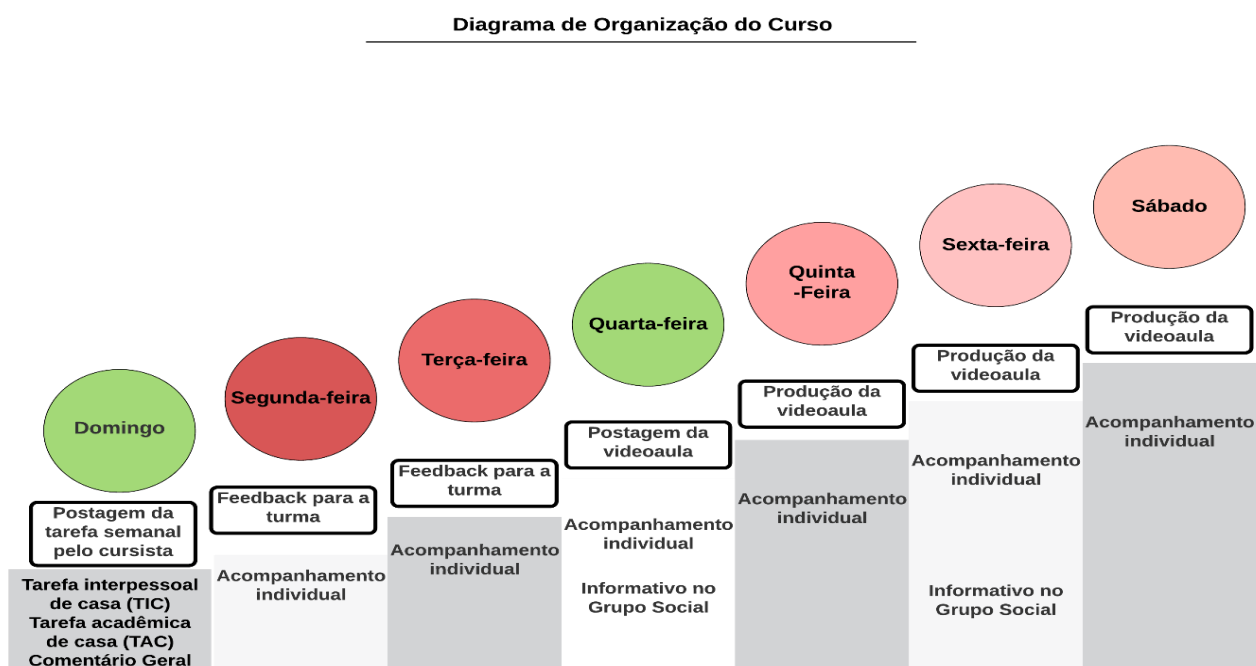 Diagrama de Organização do Curso
Domingo
Postagem da
tarefa semanal
pelo cursista
Tarefa interpessoal
de casa (TIC)
Tarefa acadêmica
de casa (TAC)
Comentário Geral
Segunda-feira
Feedback para a
turma
Acompanhamento
individual
Terça-feira
Feedback para a
turma
Acompanhamento
individual
Quarta-feira
Postagem da
videoaula
Acompanhamento
individual
Informativo no
Grupo Social
Quinta
-Feira
Produção da
videoaula
Acompanhamento
individual
Sexta-feira
Produção da
videoaula
Acompanhamento
individual
Informativo no
Grupo Social
Sábado
Produção da
videoaula
Acompanhamento
individual